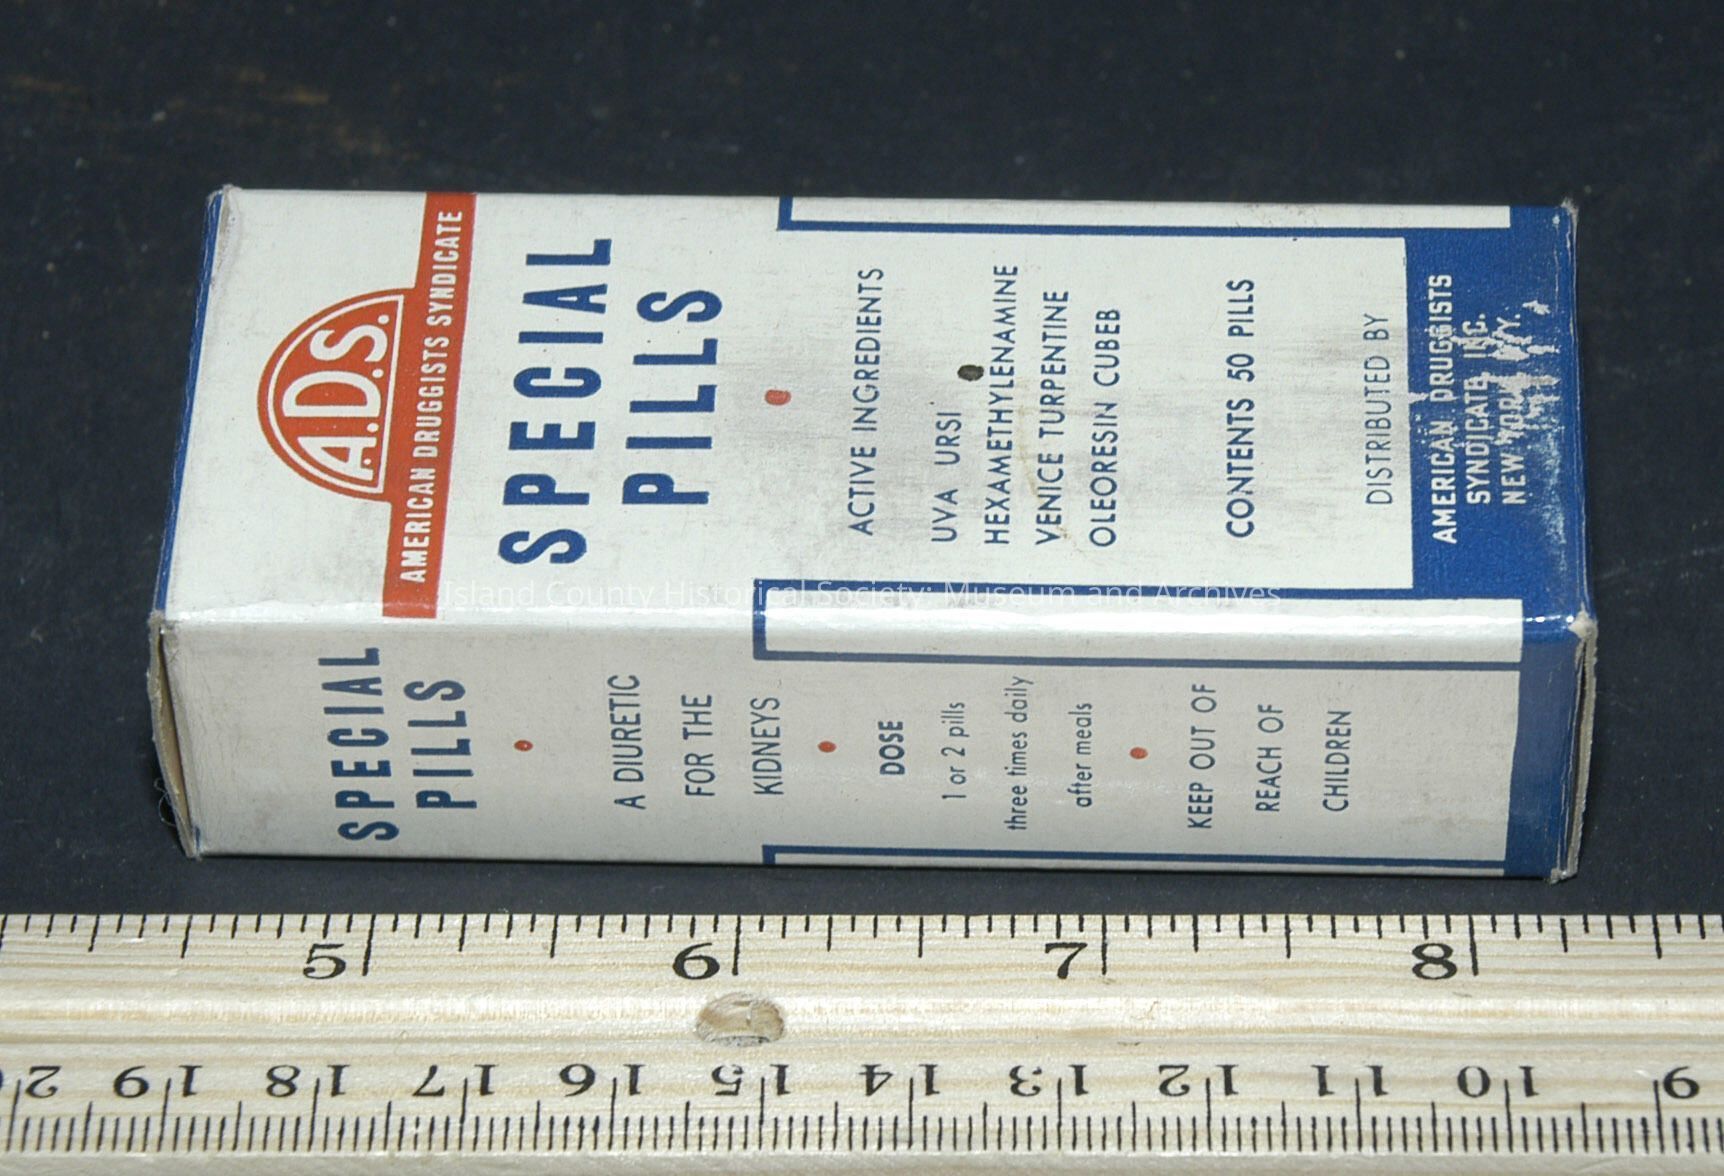 A.D.S.
AMERICAN DRUGGISTS SYNDICATE
SPECIAL
PILLS
ACTIVE INGREDIENTS
UVA URSI
HEXAMETHYLENAMINE
VENICE TURPENTINE
OLEORESIN CUBEB
CONTENTS 50 PILLS
DISTRIBUTED BY
AMERICAN DRUGGISTS
SYNDICATE, INC.
NEW YORK, N.Y.
SPECIAL
PILLS
A DIURETIC
FOR THE
KIDNEYS
DOSE
1 or 2 pills
three times daily
after meals
KEEP OUT OF
REACH OF
CHILDREN
Island County Historical Society: Museum and Archives
5 6 7 8
2 19 18 17 16 15 14 13 12 11 10 9